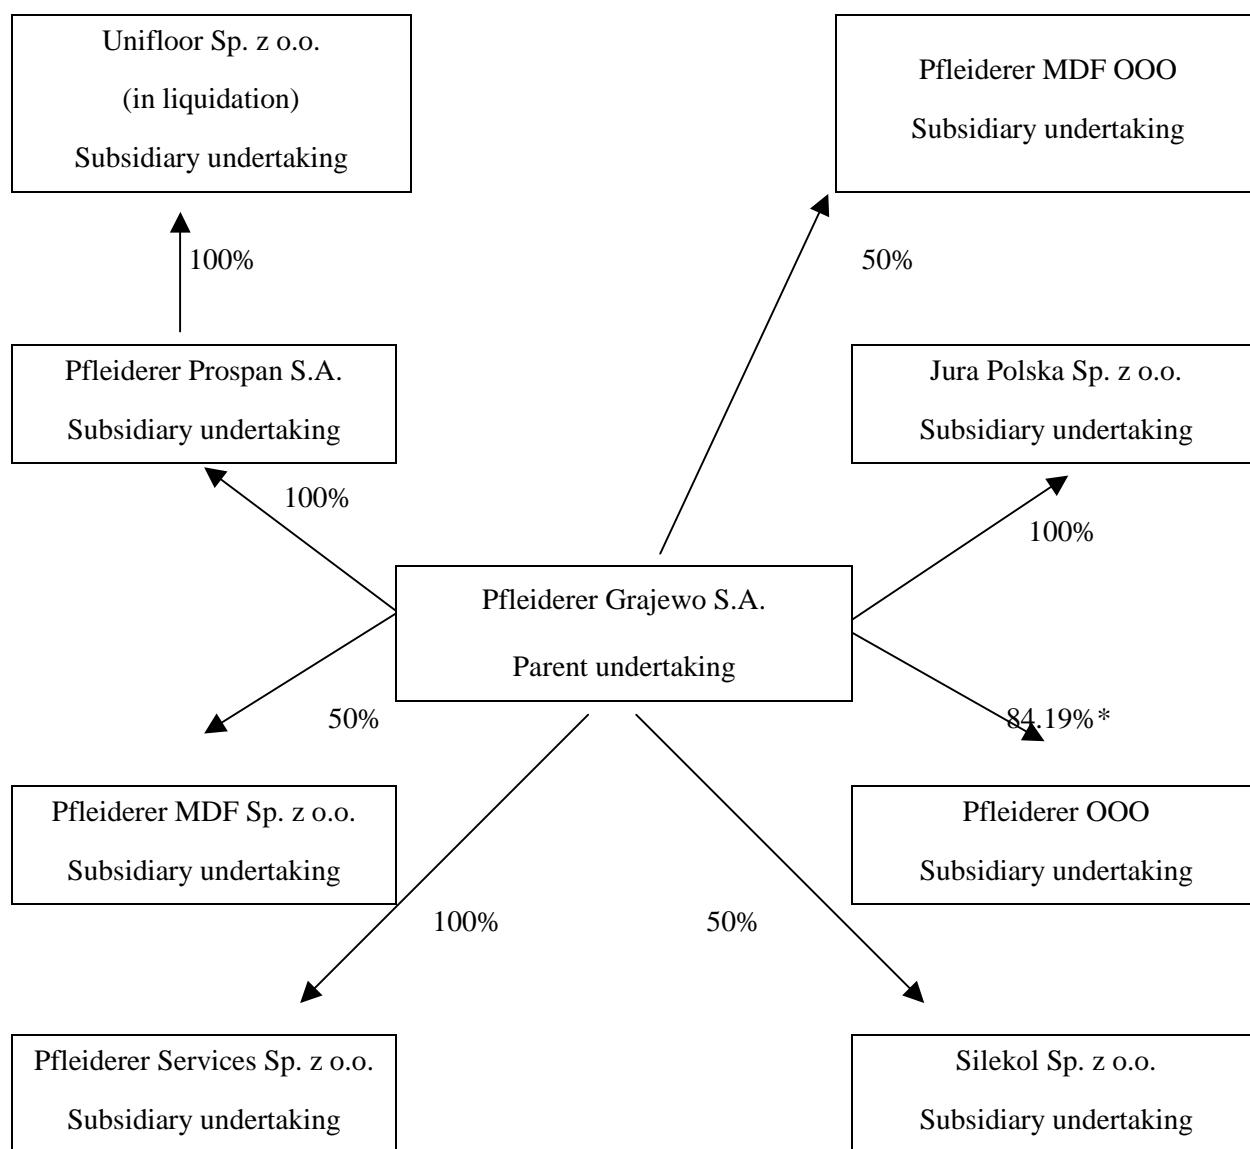 Unifloor Sp. z o.o.
(in liquidation)
Subsidiary undertaking
Pfleiderer MDF OOO
Subsidiary undertaking
100%
50%
Pfleiderer Prospan S.A.
Subsidiary undertaking
Jura Polska Sp. z o.o.
Subsidiary undertaking
100%
100%
Pfleiderer Grajewo S.A.
Parent undertaking
50%
84.19%*
Pfleiderer MDF Sp. z o.o.
Subsidiary undertaking
Pfleiderer OOO
Subsidiary undertaking
100%
50%
Pfleiderer Services Sp. z o.o.
Subsidiary undertaking
Silekol Sp. z o.o.
Subsidiary undertaking